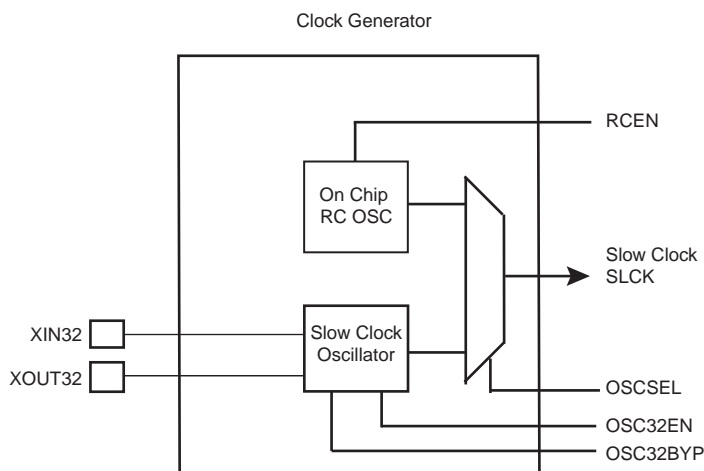 Clock Generator
RCEN
On Chip
RC OSC
Slow Clock
SLCK
XIN32
Slow Clock
Oscillator
XOUT32
OSCSEL
OSC32EN
OSC32BYP